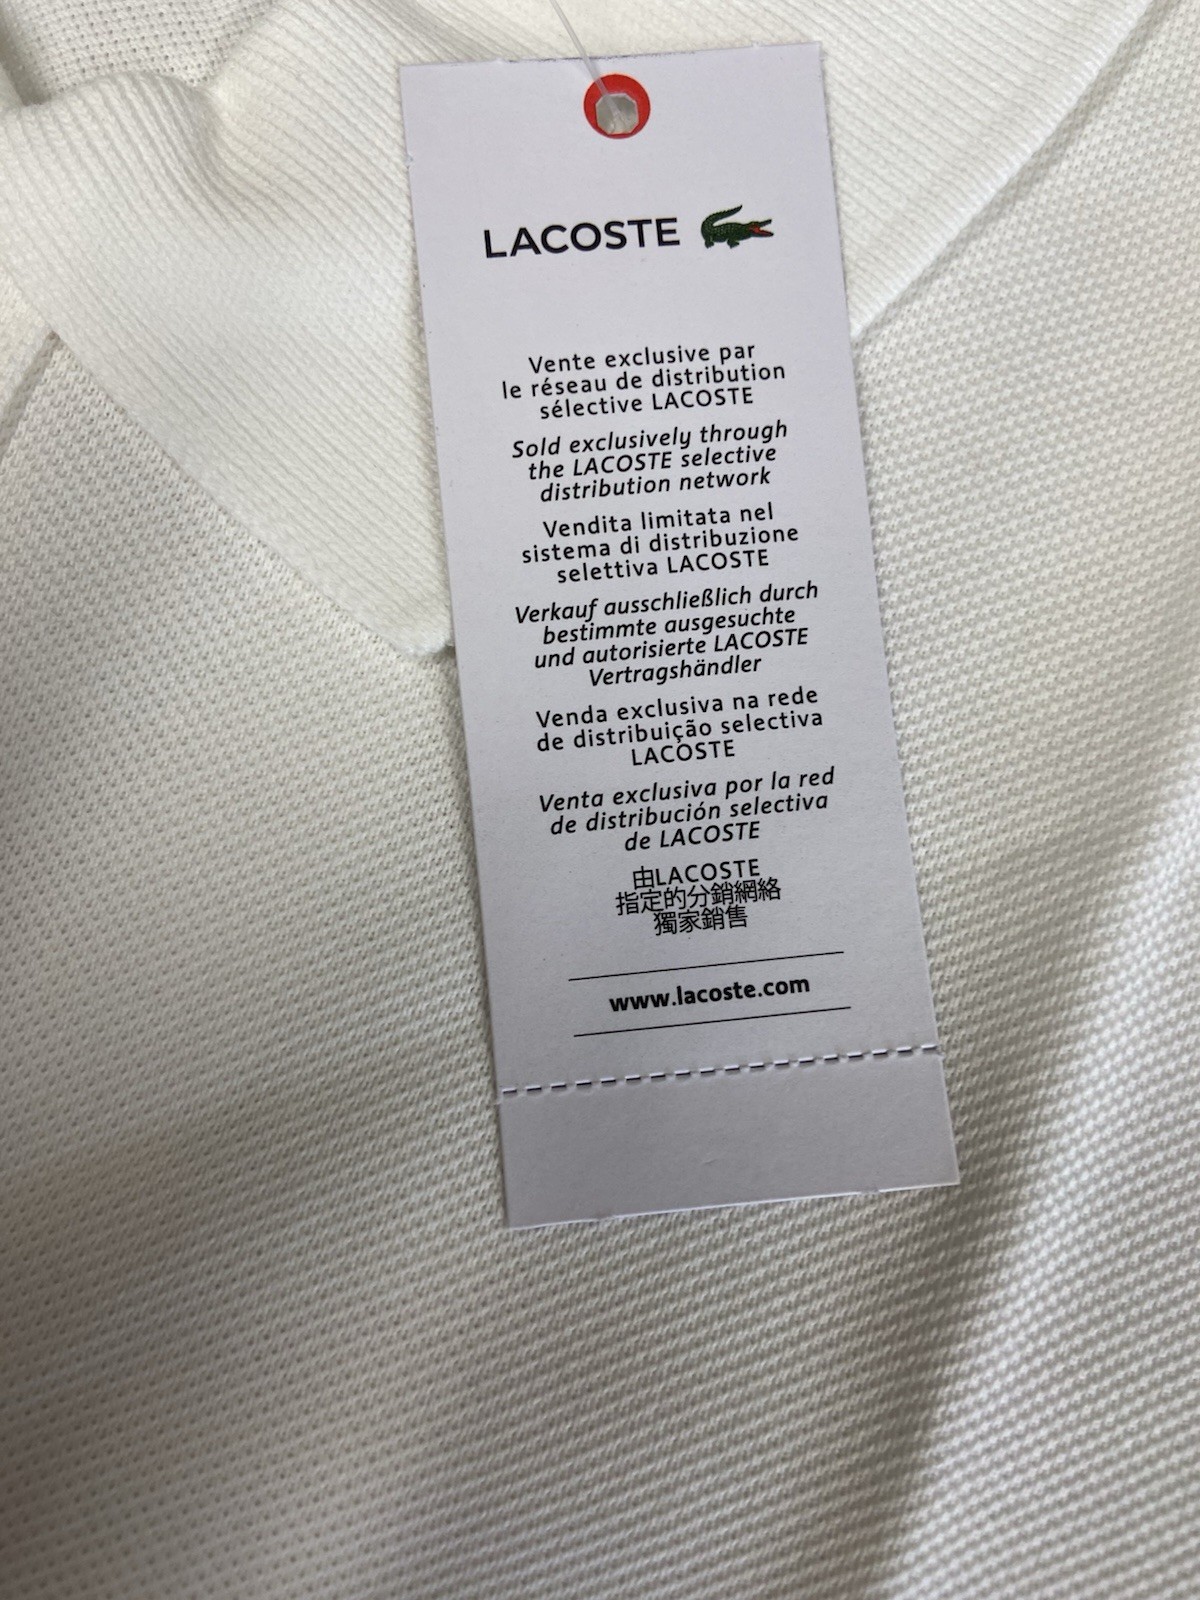 LACOSTE
Vente exclusive par
le réseau de distribution
sélective LACOSTE
Sold exclusively through
the LACOSTE selective
distribution network
Vendita limitata nel
sistema di distribuzione
selettiva LACOSTE
Verkauf ausschließlich durch
bestimmte ausgesuchte
und autorisierte LACOSTE
Vertragshändler
Venda exclusiva na rede
de distribuição selectiva
LACOSTE
Venta exclusiva por la red
de distribución selectiva
de LACOSTE
由LACOSTE
指定的分銷網絡
獨家銷售
www.lacoste.com